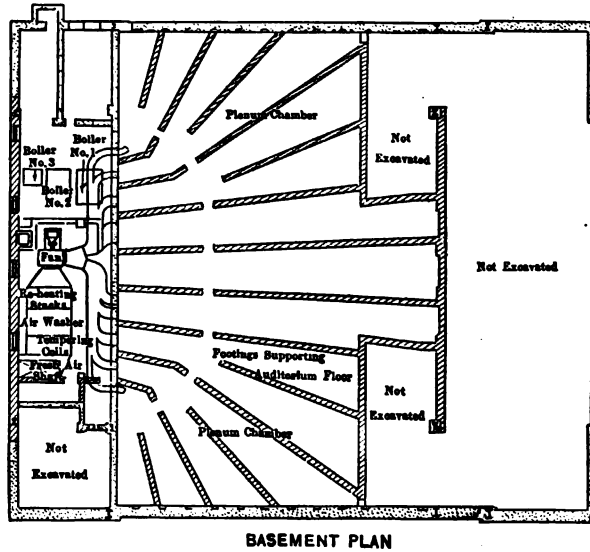 Plenum Chamber
Not
Excavated
Boiler
No. 1
Boiler
No. 3
Boiler
No. 2
Fan
Re-heating
Stacks
Air Washer
Tempering
Coils
Fresh Air
Shaft
Not Excavated
Footings Supporting
Auditorium Floor
Not
Excavated
Plenum Chamber
Not
Excavated
BASEMENT PLAN